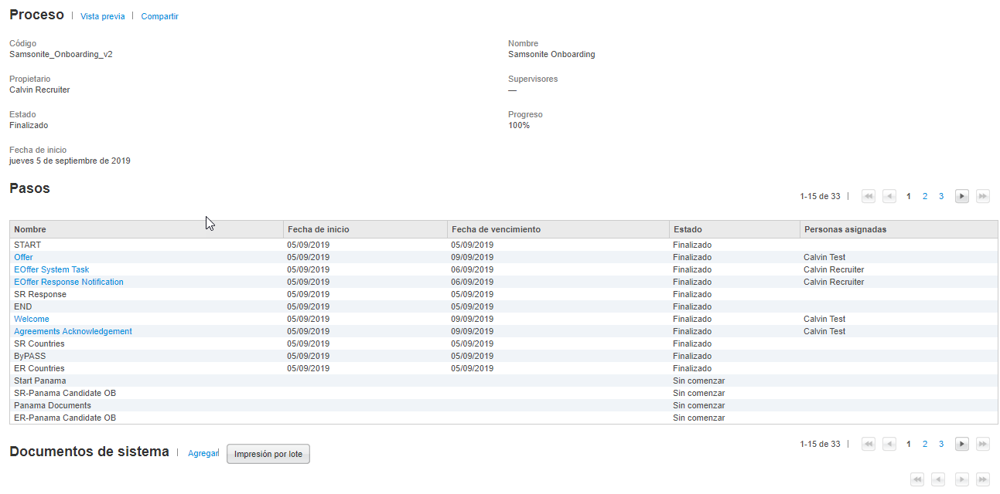 Proceso | Vista previa | Compartir
Código Nombre
Samsonite_Onboarding_v2 Samsonite Onboarding
Propietario Supervisores
Calvin Recruiter —
Estado Progreso
Finalizado 100%
Fecha de inicio
jueves 5 de septiembre de 2019
Pasos
1-15 de 33 | 1 2 3
Nombre Fecha de inicio Fecha de vencimiento Estado Personas asignadas
START 05/09/2019 05/09/2019 Finalizado
Offer 05/09/2019 09/09/2019 Finalizado Calvin Test
EOffer System Task 05/09/2019 06/09/2019 Finalizado Calvin Recruiter
EOffer Response Notification 05/09/2019 06/09/2019 Finalizado Calvin Recruiter
SR Response 05/09/2019 05/09/2019 Finalizado
END 05/09/2019 05/09/2019 Finalizado
Welcome 05/09/2019 09/09/2019 Finalizado Calvin Test
Agreements Acknowledgement 05/09/2019 09/09/2019 Finalizado Calvin Test
SR Countries 05/09/2019 05/09/2019 Finalizado
ByPASS 05/09/2019 05/09/2019 Finalizado
ER Countries 05/09/2019 05/09/2019 Finalizado
Start Panama Sin comenzar
SR-Panama Candidate OB Sin comenzar
Panama Documents Sin comenzar
ER-Panama Candidate OB Sin comenzar
1-15 de 33 | 1 2 3
Documentos de sistema | Agregar | Impresión por lote